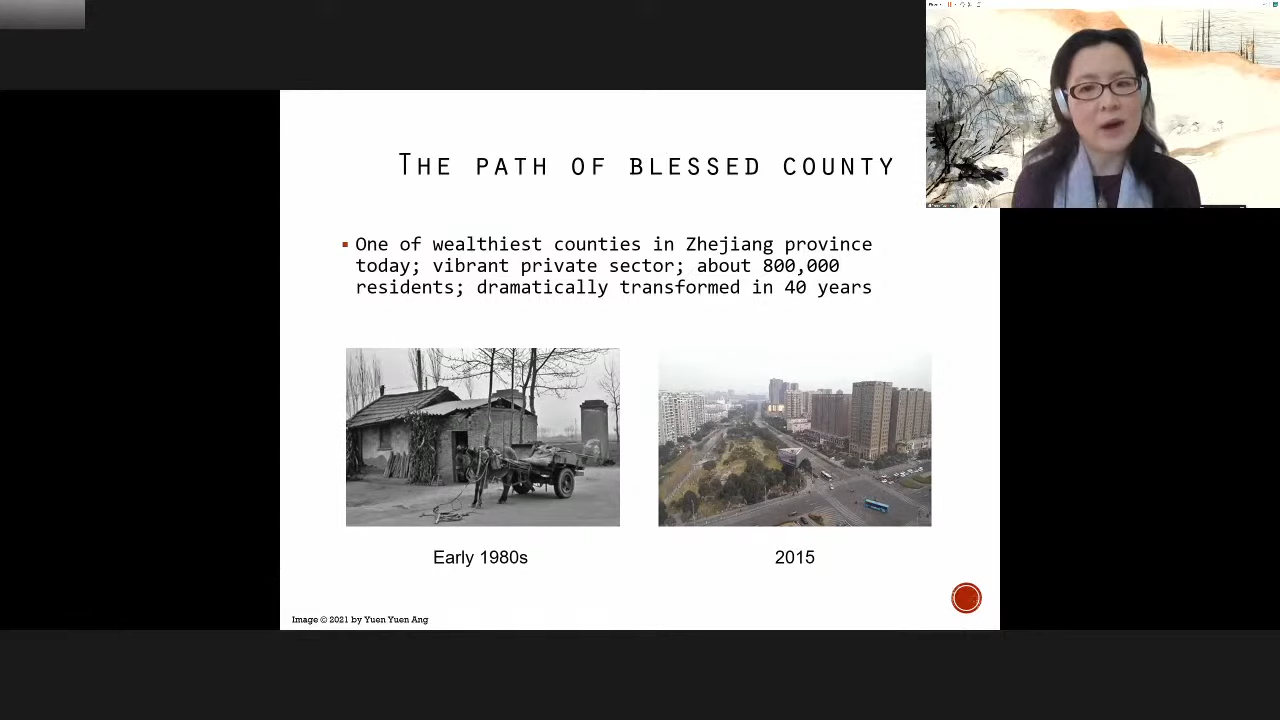 THE PATH OF BLESSED COUNTY
One of wealthiest counties in Zhejiang province
today; vibrant private sector; about 800,000
residents; dramatically transformed in 40 years
Early 1980s
2015
Image © 2021 by Yuen Yuen Ang